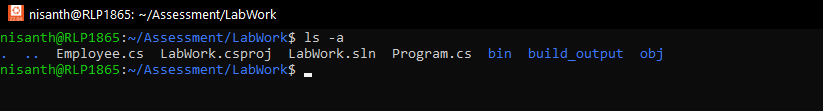 nisanth@RLP1865: ~/Assessment/LabWork
nisanth@RLP1865:~/Assessment/LabWork$ ls -a
.  ..  Employee.cs  LabWork.csproj  LabWork.sln  Program.cs  bin  build_output  obj
nisanth@RLP1865:~/Assessment/LabWork$